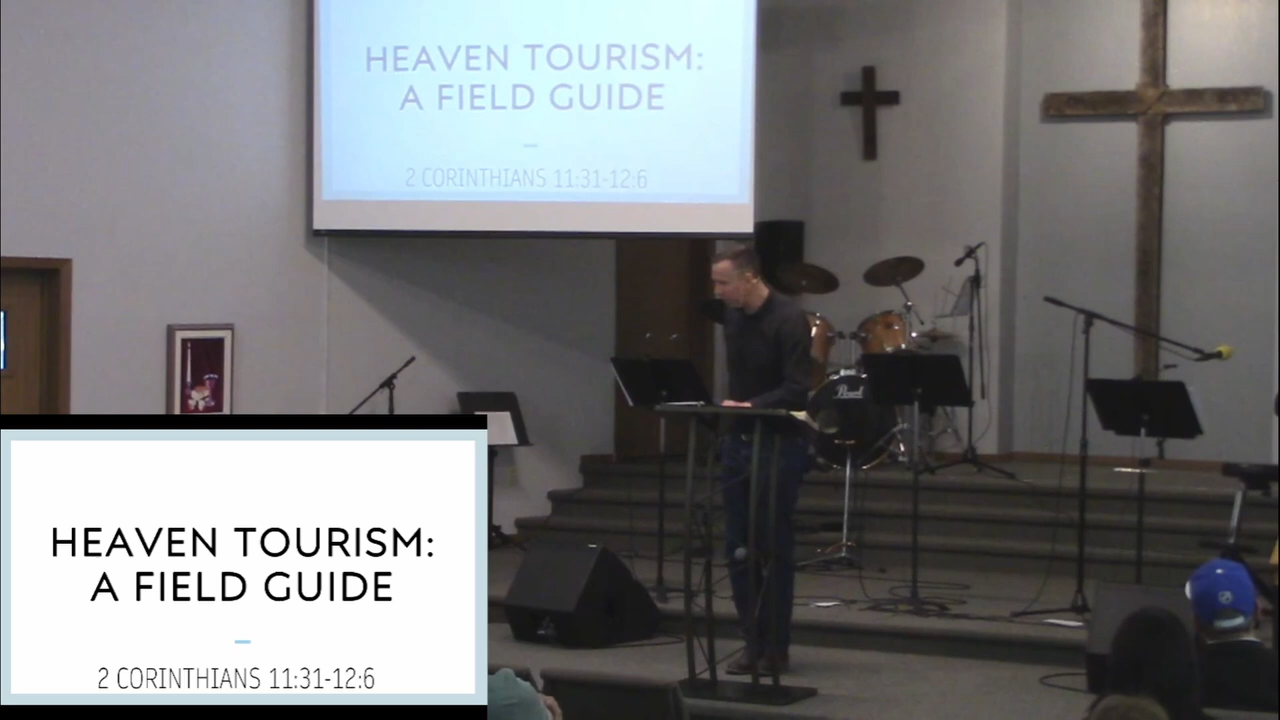 HEAVEN TOURISM:
A FIELD GUIDE
2 CORINTHIANS 11:31-12:6
Pearl
HEAVEN TOURISM:
A FIELD GUIDE
2 CORINTHIANS 11:31-12:6